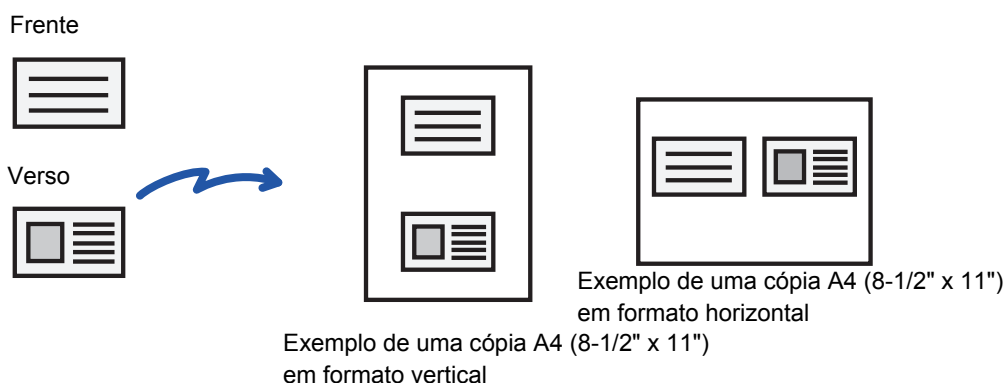 Frente
Verso
Exemplo de uma cópia A4 (8-1/2" x 11")
em formato vertical
Exemplo de uma cópia A4 (8-1/2" x 11")
em formato horizontal